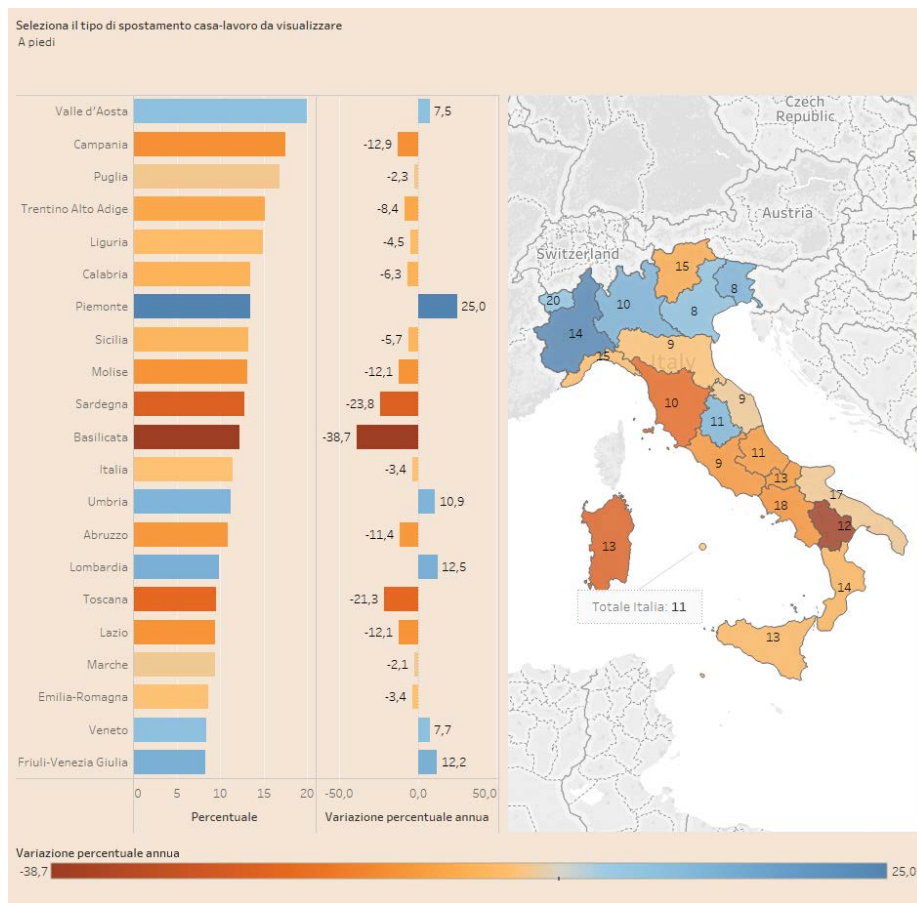 Seleziona il tipo di spostamento casa-lavoro da visualizzare
A piedi
Valle d'Aosta 7,5
Campania -12,9
Puglia -2,3
Trentino Alto Adige -8,4
Liguria -4,5
Calabria -6,3
Piemonte 25,0
Sicilia -5,7
Molise -12,1
Sardegna -23,8
Basilicata -38,7
Italia -3,4
Umbria 10,9
Abruzzo -11,4
Lombardia 12,5
Toscana -21,3
Lazio -12,1
Marche -2,1
Emilia-Romagna -3,4
Veneto 7,7
Friuli-Venezia Giulia 12,2
0 5 10 15 20 -50,0 0,0 50,0
Percentuale Variazione percentuale annua
Czech
Republic
Austria
Switzerland
15
20 10 8 8
14
9
15 Italy
10 9
11
9 11
13
18 17
12
13
14
Totale Italia: 11
13
Variazione percentuale annua
-38,7 25,0